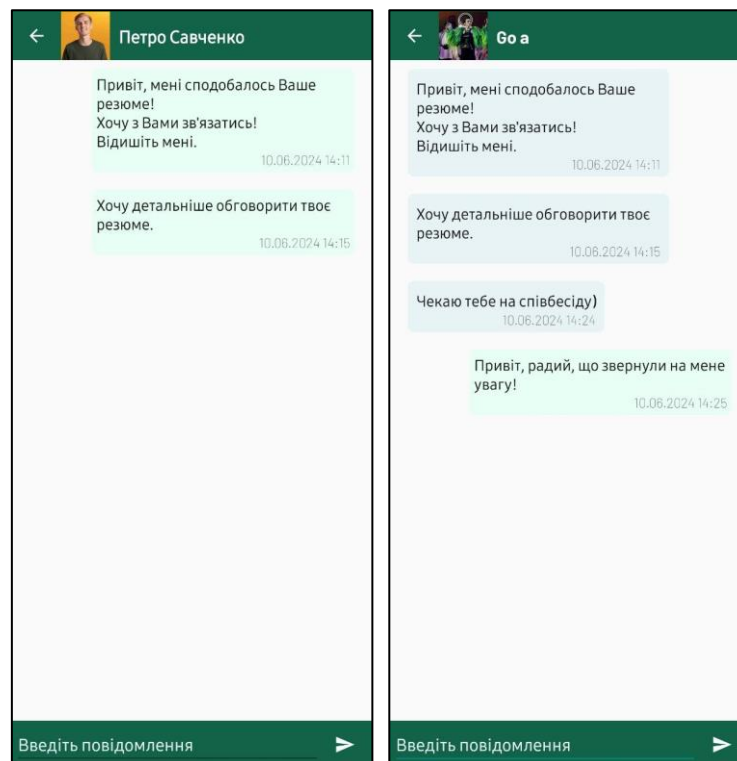 Петро Савченко
Привіт, мені сподобалось Ваше
резюме!
Хочу з Вами зв'язатись!
Відишіть мені.
10.06.2024 14:11
Хочу детальніше обговорити твоє
резюме.
10.06.2024 14:15
Введіть повідомлення
Go a
Привіт, мені сподобалось Ваше
резюме!
Хочу з Вами зв'язатись!
Відишіть мені.
10.06.2024 14:11
Хочу детальніше обговорити твоє
резюме.
10.06.2024 14:15
Чекаю тебе на співбесіду)
10.06.2024 14:24
Привіт, радий, що звернули на мене
увагу!
10.06.2024 14:25
Введіть повідомлення